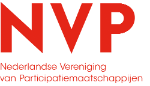 NVP
Nederlandse Vereniging
van Participatiemaatschappijen